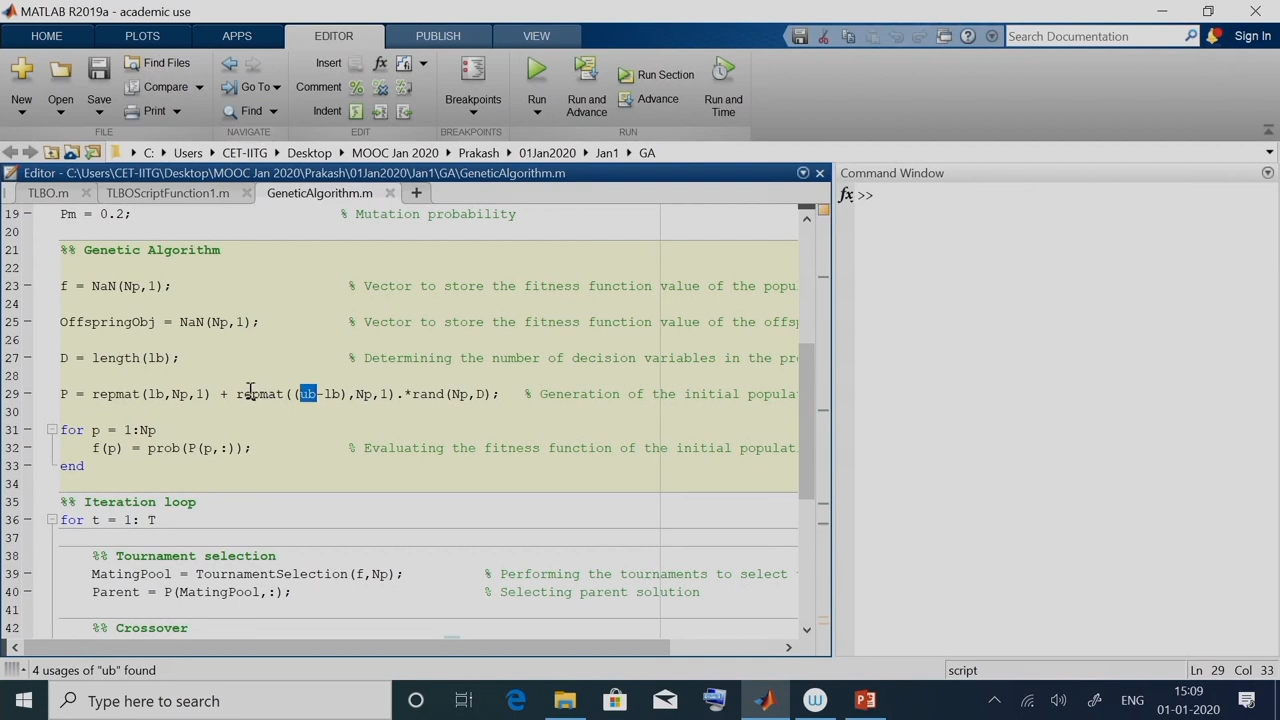 MATLAB R2019a - academic use
HOME PLOTS APPS EDITOR PUBLISH VIEW Search Documentation Sign In
Find Files Insert fx Run Section
Compare Go To Comment Advance
New Open Save Print Find Indent Breakpoints Run Run and Advance Run and Time
FILE NAVIGATE EDIT BREAKPOINTS RUN
C: Users CET-IITG Desktop MOOC Jan 2020 Prakash 01Jan2020 Jan1 GA
Editor - C:\Users\CET-IITG\Desktop\MOOC Jan 2020\Prakash\01Jan2020\Jan1\GA\GeneticAlgorithm.m
Command Window
TLBO.m TLBOScriptFunction1.m GeneticAlgorithm.m
fx >>
19 Pm = 0.2; % Mutation probability
20
21 %% Genetic Algorithm
22
23 f = NaN(Np,1); % Vector to store the fitness function value of the popu
24
25 OffspringObj = NaN(Np,1); % Vector to store the fitness function value of the offs
26
27 D = length(lb); % Determining the number of decision variables in the pr
28
29 P = repmat(lb,Np,1) + repmat((ub-lb),Np,1).*rand(Np,D); % Generation of the initial popula
30
31 for p = 1:Np
32 f(p) = prob(P(p,:)); % Evaluating the fitness function of the initial populati
33 end
34
35 %% Iteration loop
36 for t = 1: T
37
38 %% Tournament selection
39 MatingPool = TournamentSelection(f,Np); % Performing the tournaments to select
40 Parent = P(MatingPool,:); % Selecting parent solution
41
42 %% Crossover
4 usages of "ub" found script Ln 29 Col 33
Type here to search ENG 15:09
01-01-2020